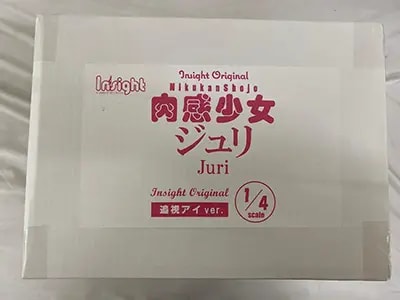 Insight
Insight Original
NikukanShojo
肉感少女
ジュリ
Juri
Insight Original
追視アイ ver.
1/4
scale